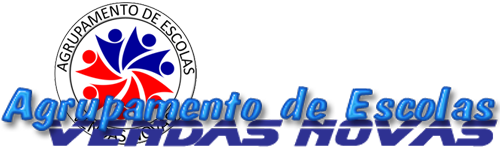 AGRUPAMENTO DE ESCOLAS
Agrupamento de Escolas
VENDAS NOVAS